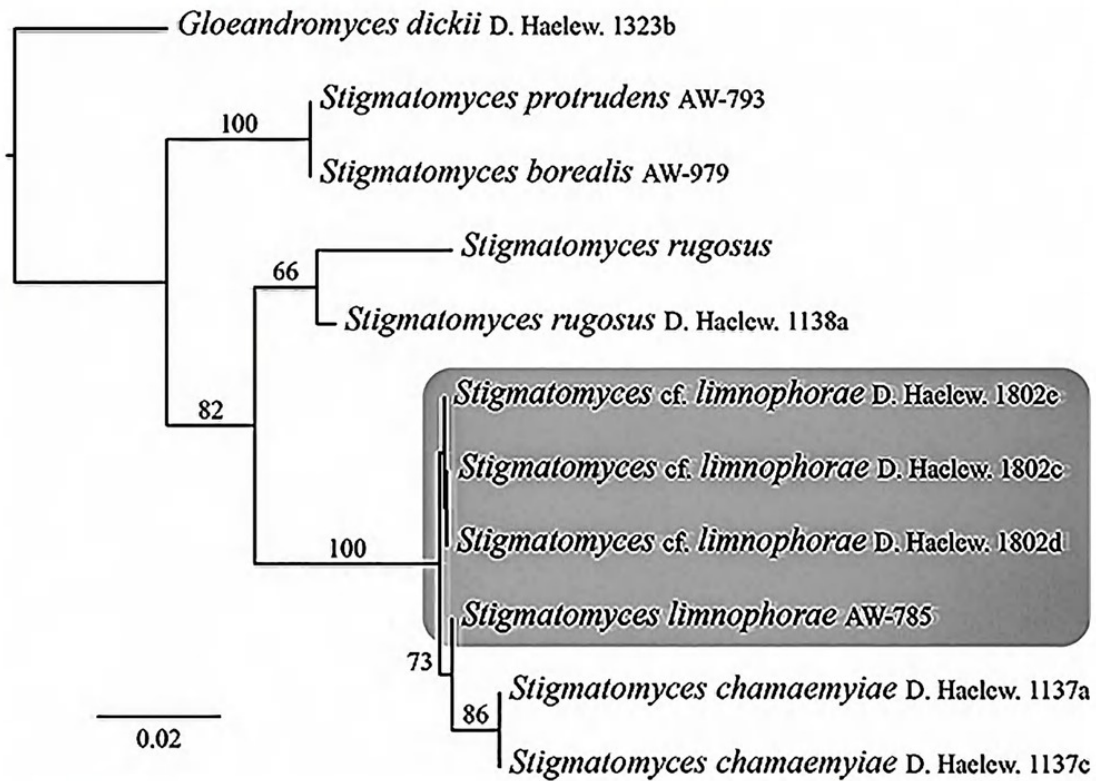 Gloeandromyces dickii D. Haelew. 1323b
Stigmatomyces protrudens AW-793
100
Stigmatomyces borealis AW-979
Stigmatomyces rugosus
66
Stigmatomyces rugosus D. Haelew. 1138a
Stigmatomyces cf. limnophorae D. Haelew. 1802e
82
Stigmatomyces cf. limnophorae D. Haelew. 1802c
Stigmatomyces cf. limnophorae D. Haelew. 1802d
100
Stigmatomyces limnophorae AW-785
73
Stigmatomyces chamaemyiae D. Haelew. 1137a
86
0.02
Stigmatomyces chamaemyiae D. Haelew. 1137c